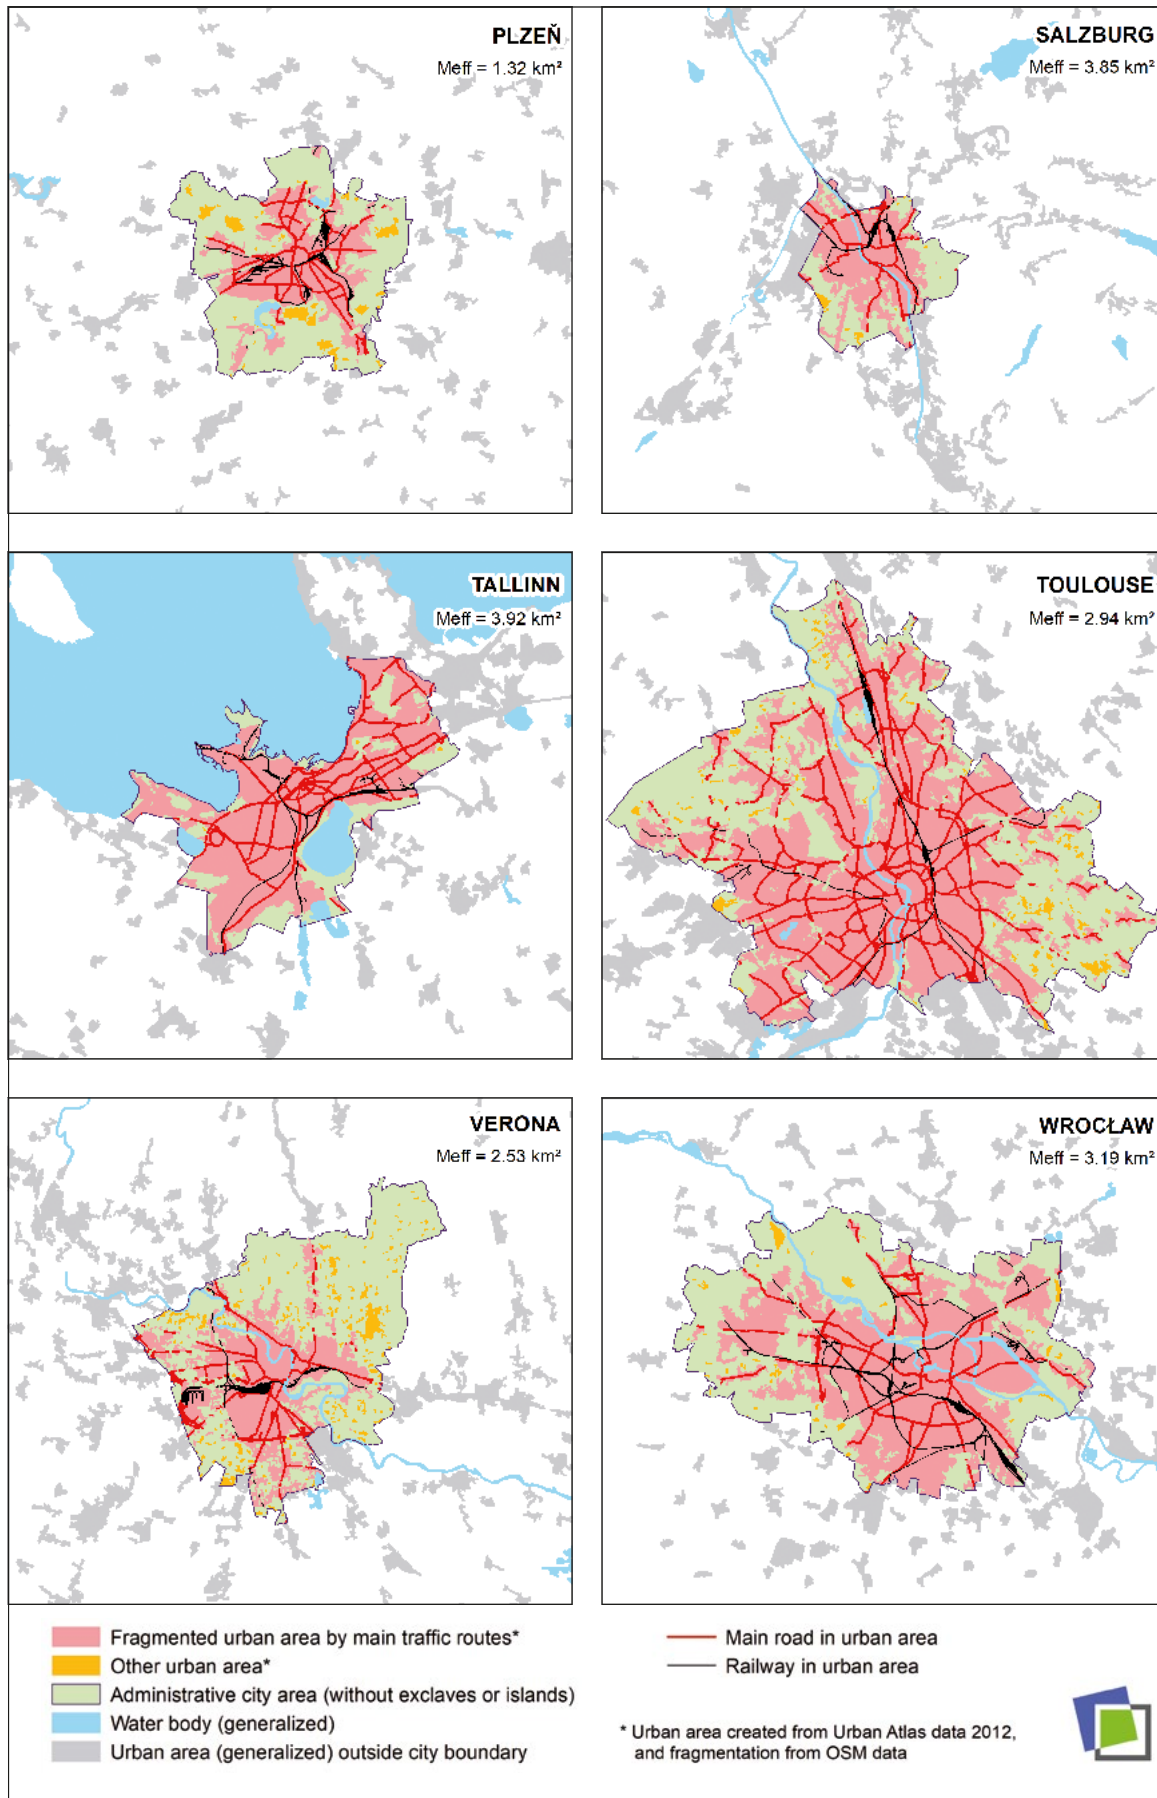 PLZEŇ
Meff = 1.32 km²
SALZBURG
Meff = 3.85 km²
TALLINN
Meff = 3.92 km²
TOULOUSE
Meff = 2.94 km²
VERONA
Meff = 2.53 km²
WROCŁAW
Meff = 3.19 km²
Fragmented urban area by main traffic routes*
Other urban area*
Administrative city area (without exclaves or islands)
Water body (generalized)
Urban area (generalized) outside city boundary
Main road in urban area
Railway in urban area
* Urban area created from Urban Atlas data 2012,
and fragmentation from OSM data